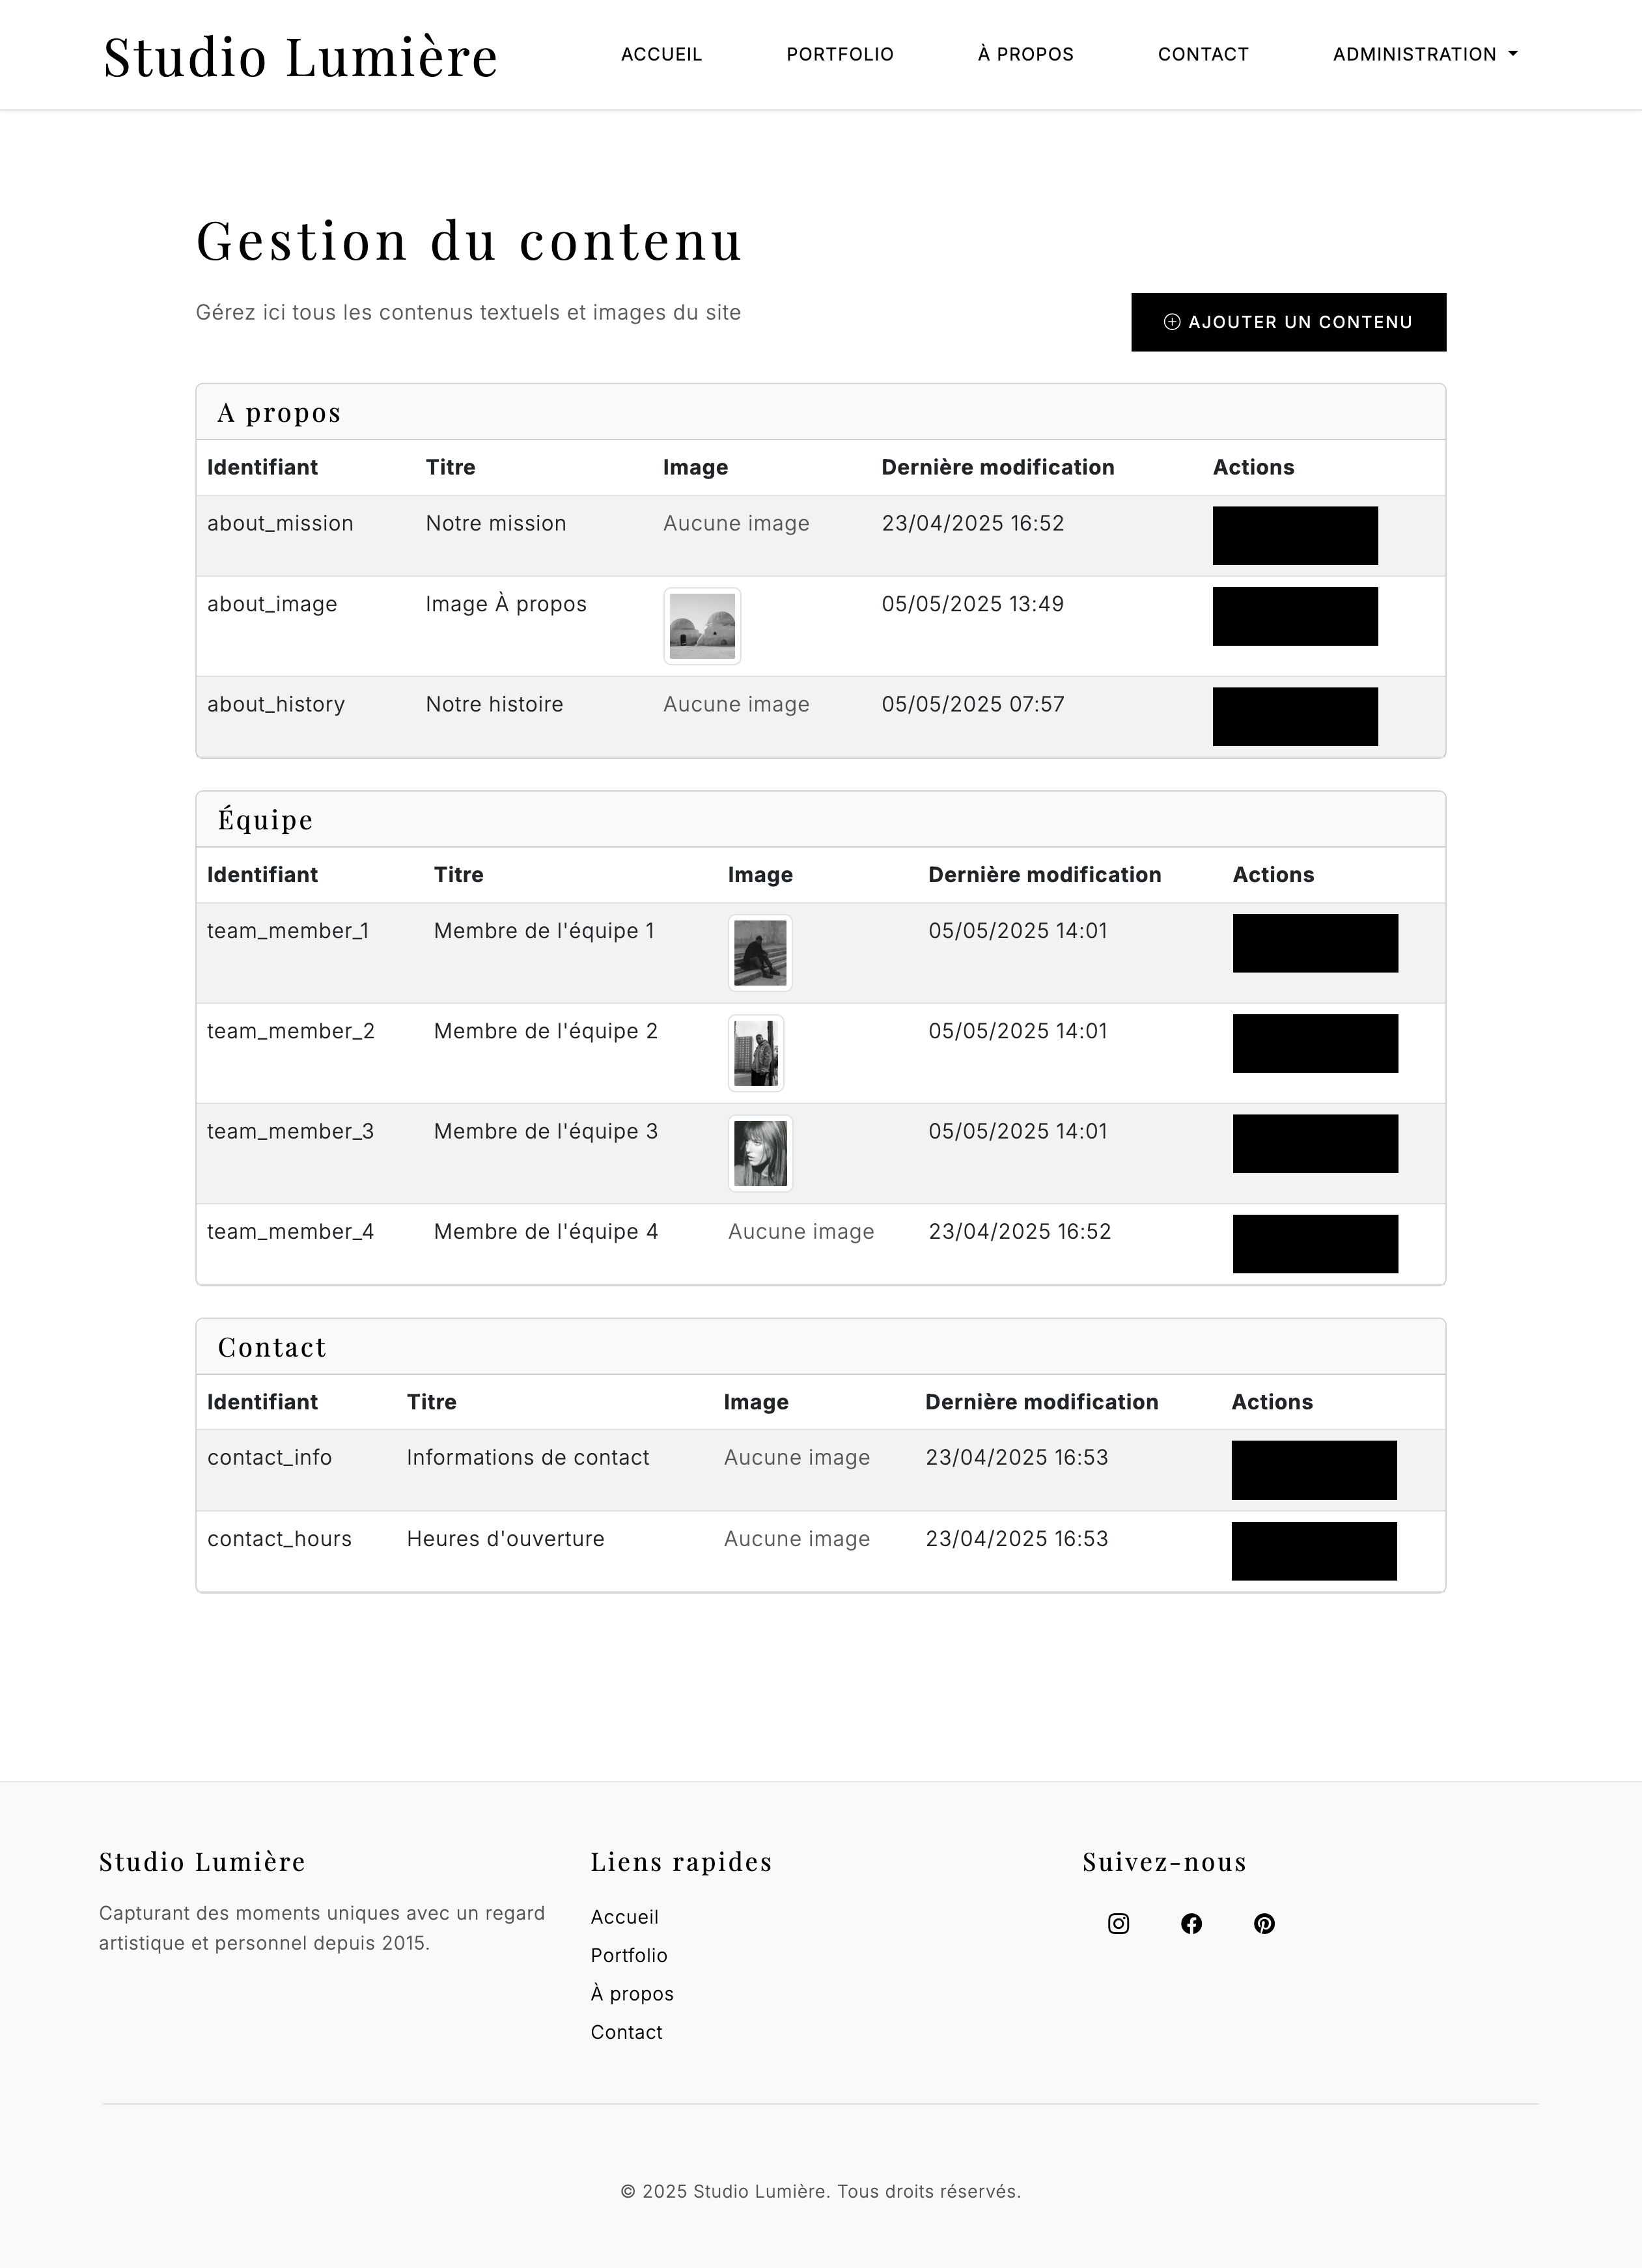 Studio Lumière
ACCUEIL PORTFOLIO À PROPOS CONTACT ADMINISTRATION
Gestion du contenu
Gérez ici tous les contenus textuels et images du site
AJOUTER UN CONTENU
A propos
Identifiant Titre Image Dernière modification Actions
about_mission Notre mission Aucune image 23/04/2025 16:52
about_image Image À propos 05/05/2025 13:49
about_history Notre histoire Aucune image 05/05/2025 07:57
Équipe
Identifiant Titre Image Dernière modification Actions
team_member_1 Membre de l'équipe 1 05/05/2025 14:01
team_member_2 Membre de l'équipe 2 05/05/2025 14:01
team_member_3 Membre de l'équipe 3 05/05/2025 14:01
team_member_4 Membre de l'équipe 4 Aucune image 23/04/2025 16:52
Contact
Identifiant Titre Image Dernière modification Actions
contact_info Informations de contact Aucune image 23/04/2025 16:53
contact_hours Heures d'ouverture Aucune image 23/04/2025 16:53
Studio Lumière
Capturant des moments uniques avec un regard
artistique et personnel depuis 2015.
Liens rapides
Accueil
Portfolio
À propos
Contact
Suivez-nous
© 2025 Studio Lumière. Tous droits réservés.